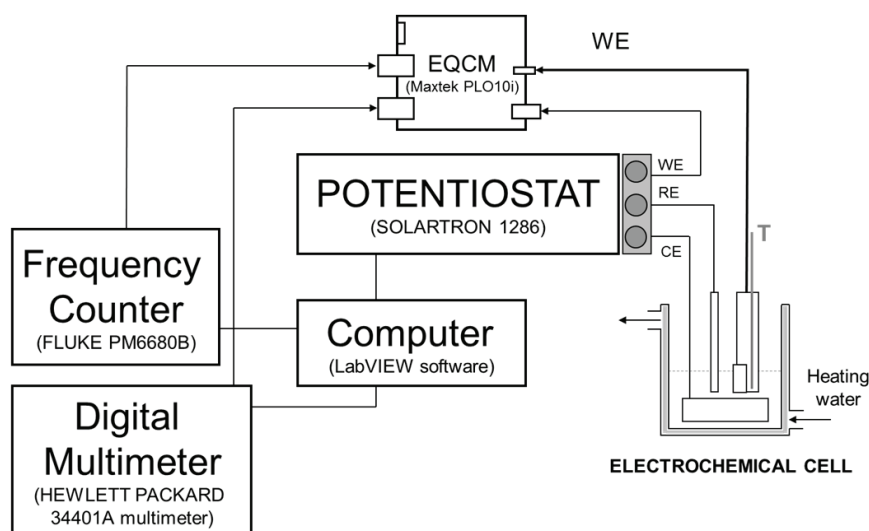 WE
EQCM
(Maxtek PLO10i)
POTENTIOSTAT
(SOLARTRON 1286)
WE
RE
CE
T
Frequency
Counter
(FLUKE PM6680B)
Computer
(LabVIEW software)
Digital
Multimeter
(HEWLETT PACKARD
34401A multimeter)
Heating
water
ELECTROCHEMICAL CELL